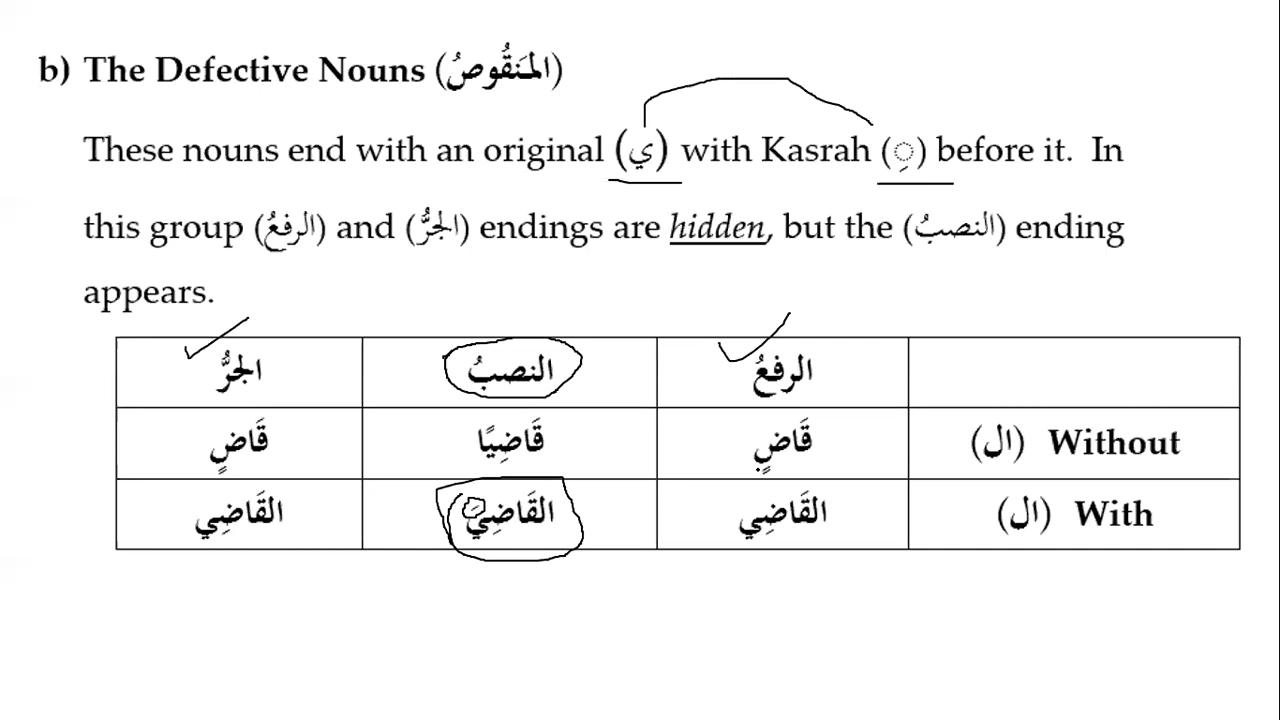 b) The Defective Nouns (المَنقُوصُ)
These nouns end with an original (ي) with Kasrah (ـِ) before it. In
this group (الرفعُ) and (الجرُّ) endings are hidden, but the (النصبُ) ending
appears.
الرفعُ النصبُ الجرُّ
Without (ال) قَاضٍ قَاضِيًا قَاضٍ
With (ال) القَاضِي القَاضِيَ القَاضِي